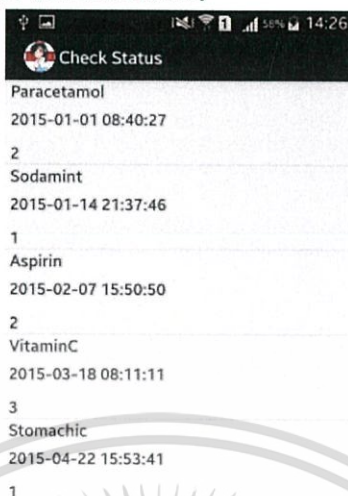 1 58% 14:26
Check Status
Paracetamol
2015-01-01 08:40:27
2
Sodamint
2015-01-14 21:37:46
1
Aspirin
2015-02-07 15:50:50
2
VitaminC
2015-03-18 08:11:11
3
Stomachic
2015-04-22 15:53:41
1